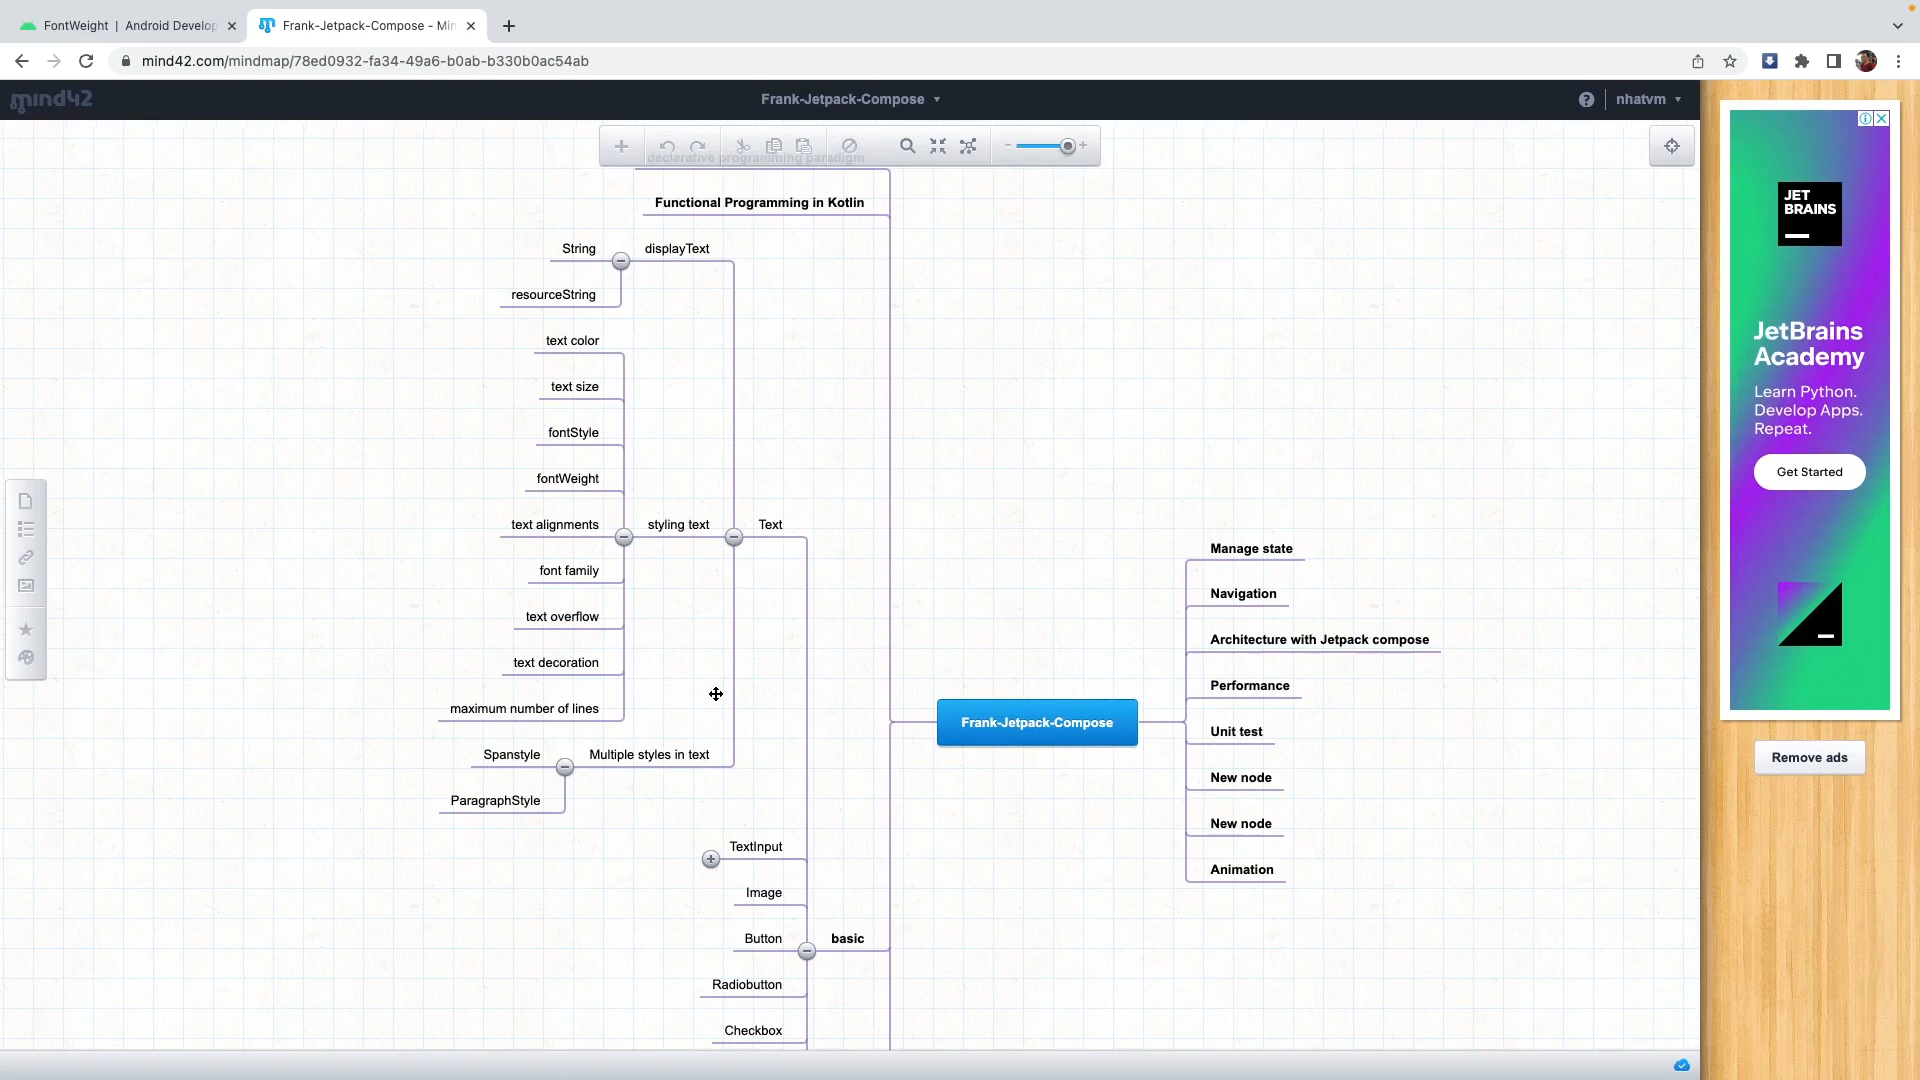 FontWeight | Android Develop
Frank-Jetpack-Compose - Min
mind42.com/mindmap/78ed0932-fa34-49a6-b0ab-b330b0ac54ab
mind42
Frank-Jetpack-Compose
nhatvm
declarative programming paradigm
Functional Programming in Kotlin
String
displayText
resourceString
text color
text size
fontStyle
fontWeight
text alignments
styling text
Text
font family
text overflow
text decoration
maximum number of lines
Spanstyle
Multiple styles in text
ParagraphStyle
TextInput
Image
Button
basic
Radiobutton
Checkbox
Frank-Jetpack-Compose
Manage state
Navigation
Architecture with Jetpack compose
Performance
Unit test
New node
New node
Animation
JET
BRAINS
JetBrains
Academy
Learn Python.
Develop Apps.
Repeat.
Get Started
Remove ads